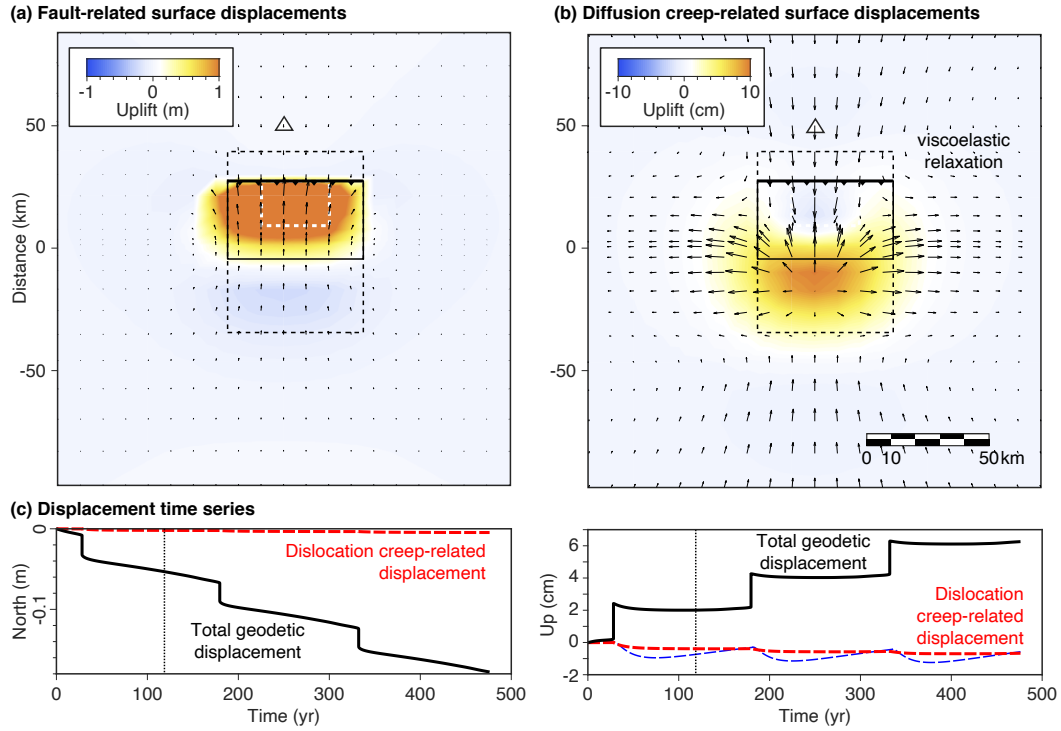 (a) Fault-related surface displacements
-1 0 1
Uplift (m)
50
0
-50
Distance (km)
(b) Diffusion creep-related surface displacements
-10 0 10
Uplift (cm)
viscoelastic
relaxation
0 10 50 km
(c) Displacement time series
0
-0.1
North (m)
Dislocation creep-related
displacement
Total geodetic
displacement
0 100 200 300 400 500
Time (yr)
6
4
2
0
-2
Up (cm)
Total geodetic
displacement
Dislocation
creep-related
displacement
0 100 200 300 400 500
Time (yr)